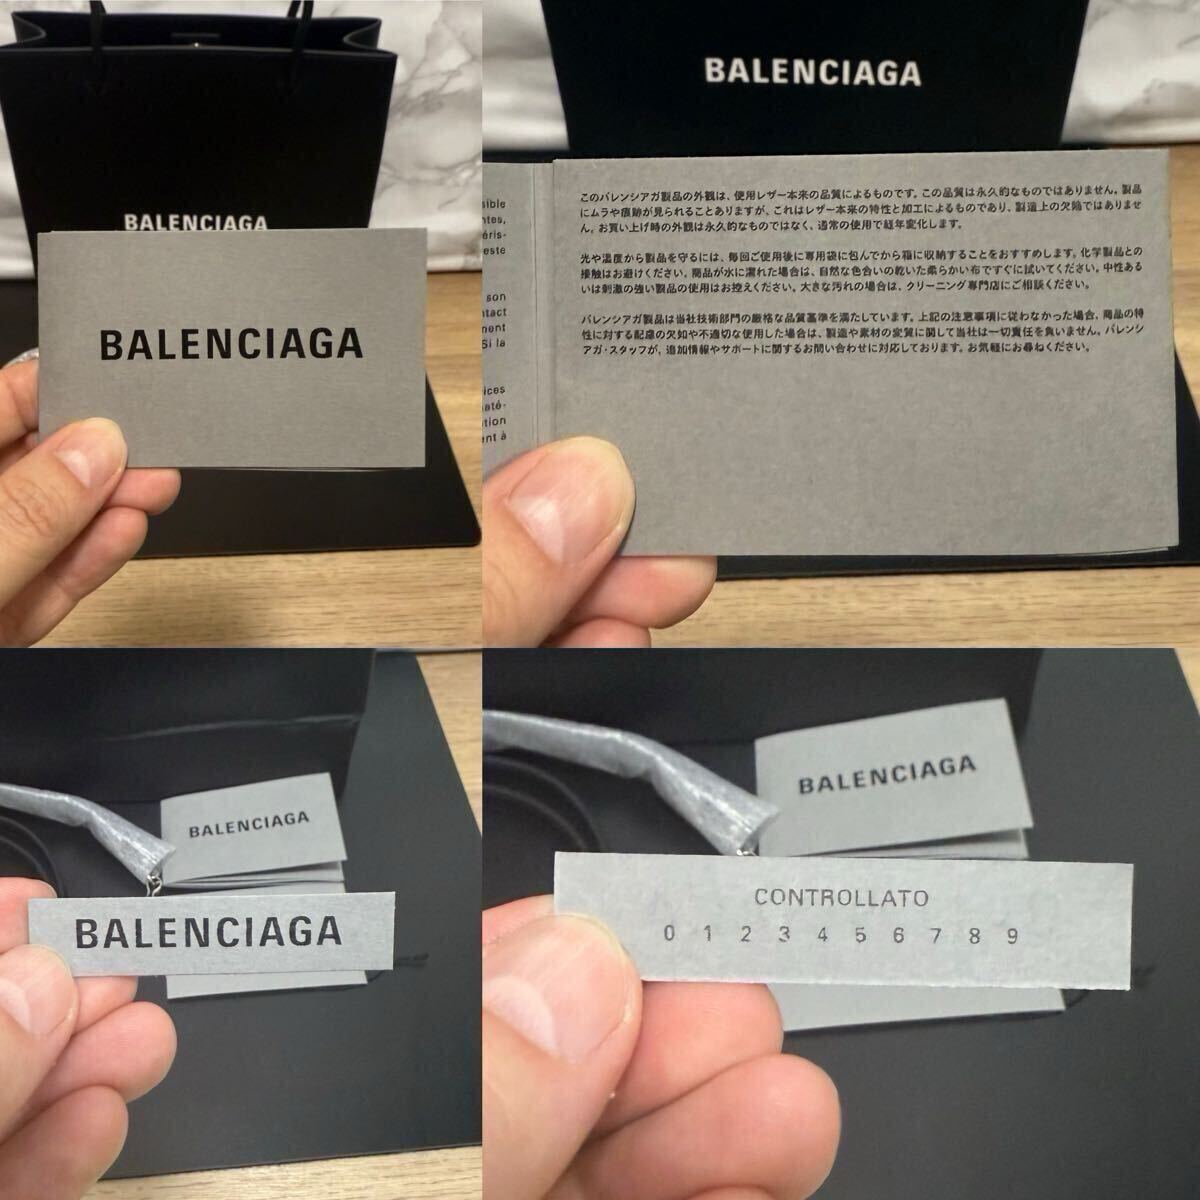 BALENCIAGA
BALENCIAGA
BALENCIAGA
sible
ntes,
éris-
este
son
ntact
ment
Si la
ices
até-
tion
ent à
このバレンシアガ製品の外観は、使用レザー本来の品質によるものです。この品質は永久的なものではありません。製品
にムラや痕跡が見られることありますが、これはレザー本来の特性と加工によるものであり、製造上の欠陥ではありませ
ん。お買い上げ時の外観は永久的なものではなく、通常の使用で経年変化します。
光や温度から製品を守るには、毎回ご使用後に専用袋に包んでから箱に収納することをおすすめします。化学製品との
接触はお避けください。商品が水に濡れた場合は、自然な色合いの乾いた柔らかい布ですぐに拭いてください。中性ある
いは刺激の強い製品の使用はお控えください。大きな汚れの場合は、クリーニング専門店にご相談ください。
バレンシアガ製品は当社技術部門の厳格な品質基準を満たしています。上記の注意事項に従わなかった場合、商品の特
性に対する配慮の欠如や不適切な使用した場合は、製造や素材の変質に関して当社は一切責任を負いません。バレンシ
アガ・スタッフが、追加情報やサポートに関するお問い合わせに対応しております。お気軽にお尋ねください。
BALENCIAGA
BALENCIAGA
BALENCIAGA
CONTROLLATO
0 1 2 3 4 5 6 7 8 9